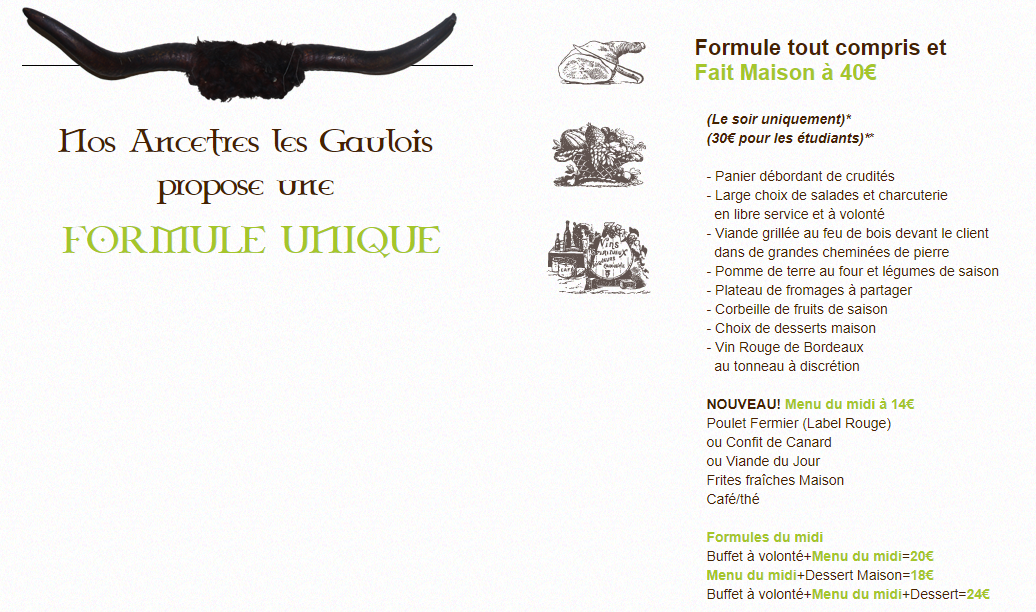 Nos Ancetres les Gaulois
propose une
FORMULE UNIQUE
Formule tout compris et
Fait Maison à 40€
(Le soir uniquement)*
(30€ pour les étudiants)**
- Panier débordant de crudités
- Large choix de salades et charcuterie
en libre service et à volonté
- Viande grillée au feu de bois devant le client
dans de grandes cheminées de pierre
- Pomme de terre au four et légumes de saison
- Plateau de fromages à partager
- Corbeille de fruits de saison
- Choix de desserts maison
- Vin Rouge de Bordeaux
au tonneau à discrétion
NOUVEAU! Menu du midi à 14€
Poulet Fermier (Label Rouge)
ou Confit de Canard
ou Viande du Jour
Frites fraîches Maison
Café/thé
Formules du midi
Buffet à volonté+Menu du midi=20€
Menu du midi+Dessert Maison=18€
Buffet à volonté+Menu du midi+Dessert=24€
Vins